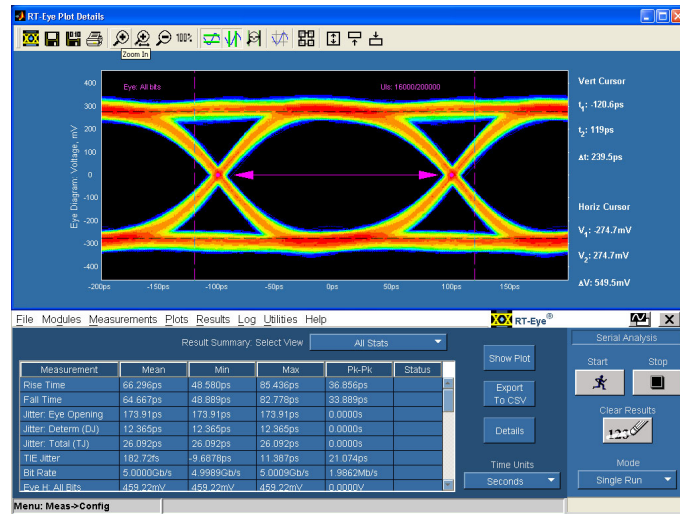 RT-Eye Plot Details
100%
Zoom In
Eye: All bits
UIs: 16000/200000
Eye Diagram: Voltage, mV
400
300
200
100
0
-100
-200
-300
-400
-200ps -150ps -100ps -50ps 0ps 50ps 100ps 150ps
Vert Cursor
t1: -120.6ps
t2: 119ps
Δt: 239.5ps
Horiz Cursor
V1: -274.7mV
V2: 274.7mV
ΔV: 549.5mV
File Modules Measurements Plots Results Log Utilities Help RT-Eye®
Result Summary: Select View All Stats
Measurement Mean Min Max Pk-Pk Status
Rise Time 66.296ps 48.580ps 85.436ps 36.856ps
Fall Time 64.667ps 48.889ps 82.778ps 33.889ps
Jitter: Eye Opening 173.91ps 173.91ps 173.91ps 0.0000s
Jitter: Determ (DJ) 12.365ps 12.365ps 12.365ps 0.0000s
Jitter: Total (TJ) 26.092ps 26.092ps 26.092ps 0.0000s
TIE Jitter 182.72fs -9.6878ps 11.387ps 21.074ps
Bit Rate 5.0000Gb/s 4.9989Gb/s 5.0009Gb/s 1.9862Mb/s
Eye H: All Bits 459.22mV 459.22mV 459.22mV 0.0000V
Show Plot
Export
To CSV
Details
Time Units
Seconds
Serial Analysis
Start Stop
Clear Results
123
Mode
Single Run
Menu: Meas->Config